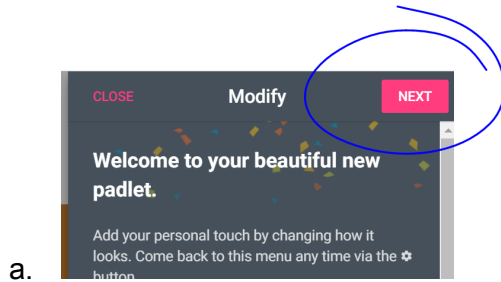 CLOSE Modify NEXT
Welcome to your beautiful new
padlet.
Add your personal touch by changing how it
looks. Come back to this menu any time via the
button
a.